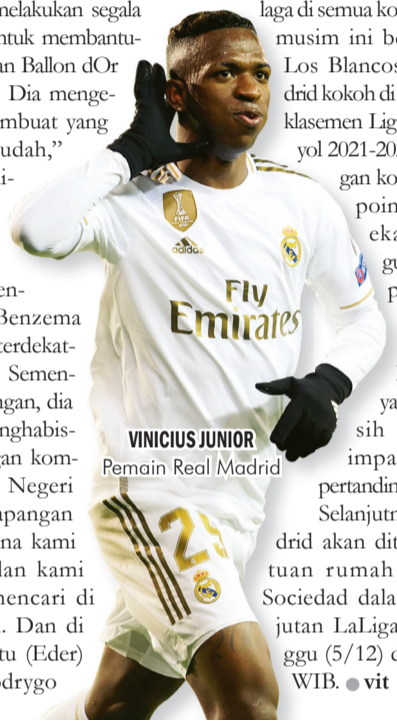 melakukan segala
ntuk membantu-
an Ballon dOr
Dia menge-
mbuat yang
udah,”
i-
en-
Benzema
terdekat-
Semen-
ngan, dia
nghabis-
gan kom-
Negeri
apangan
na kami
dan kami
mencari di
. Dan di
tu (Eder)
odrygo
FIFA
adidas
Fly
Emirates
25
VINICIUS JUNIOR
Pemain Real Madrid
laga di semua ko
musim ini b
Los Blancos
drid kokoh di
klasemen Lig
yol 2021-20
gan ko
poin
eka
gu
p
ya
sih
impa
pertandin
Selanjutn
drid akan dit
tuan rumah
Sociedad dala
jutan LaLiga
ggu (5/12) d
WIB. ● vit